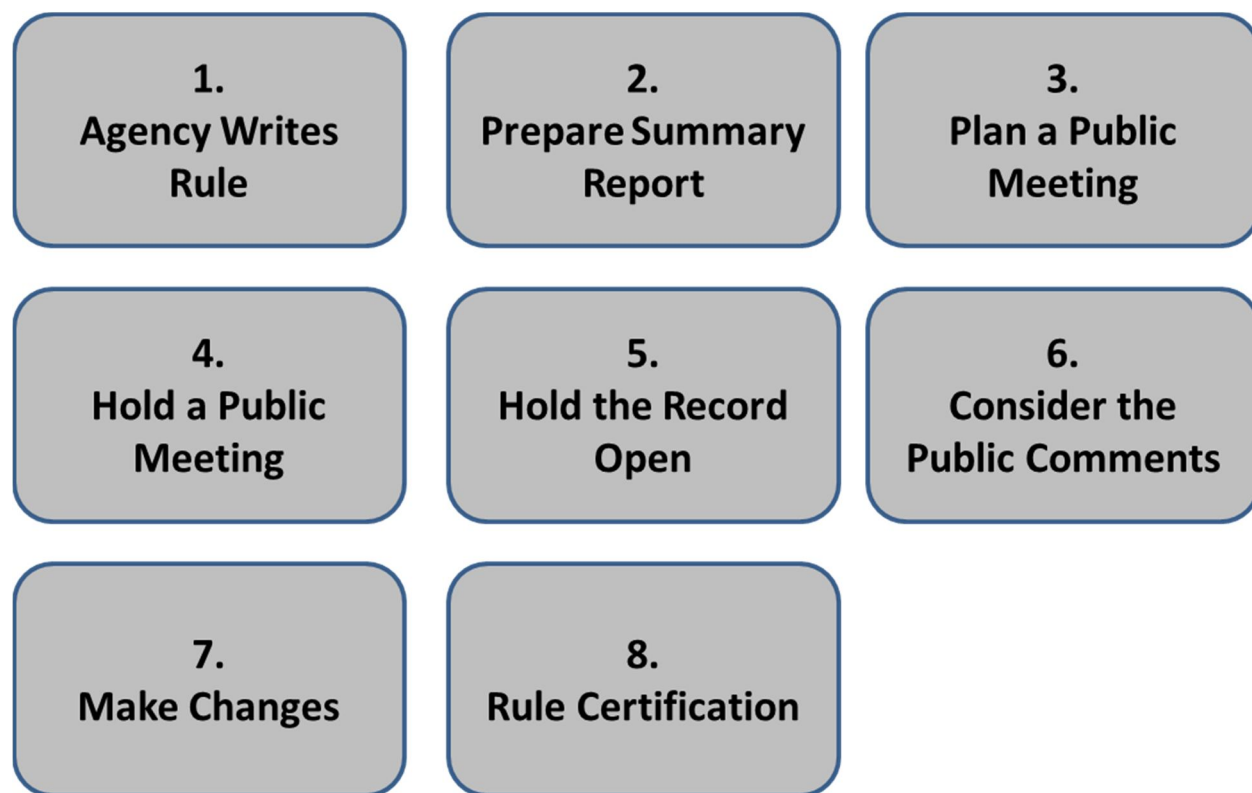 1.
Agency Writes
Rule
2.
Prepare Summary
Report
3.
Plan a Public
Meeting
4.
Hold a Public
Meeting
5.
Hold the Record
Open
6.
Consider the
Public Comments
7.
Make Changes
8.
Rule Certification